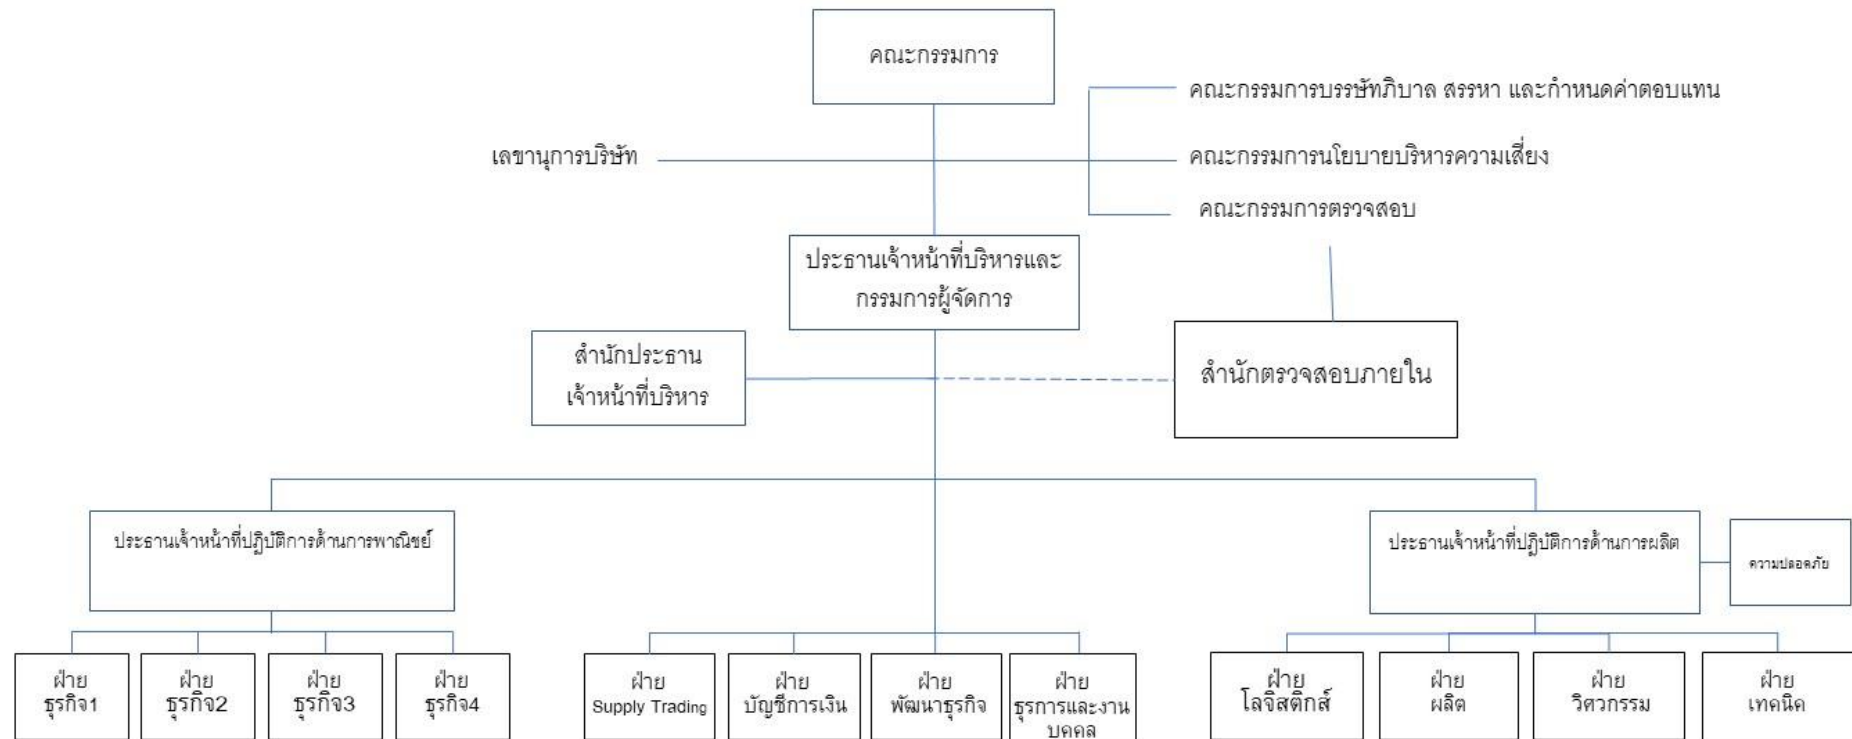 คณะกรรมการ
คณะกรรมการบรรษัทภิบาล สรรหา และกำหนดค่าตอบแทน
เลขานุการบริษัท
คณะกรรมการนโยบายบริหารความเสี่ยง
คณะกรรมการตรวจสอบ
ประธานเจ้าหน้าที่บริหารและ
กรรมการผู้จัดการ
สำนักประธาน
เจ้าหน้าที่บริหาร
สำนักตรวจสอบภายใน
ประธานเจ้าหน้าที่ปฏิบัติการด้านการพาณิชย์
ประธานเจ้าหน้าที่ปฏิบัติการด้านการผลิต
ความปลอดภัย
ฝ่าย
ธุรกิจ1
ฝ่าย
ธุรกิจ2
ฝ่าย
ธุรกิจ3
ฝ่าย
ธุรกิจ4
ฝ่าย
Supply Trading
ฝ่าย
บัญชีการเงิน
ฝ่าย
พัฒนาธุรกิจ
ฝ่าย
ธุรการและงาน
บุคคล
ฝ่าย
โลจิสติกส์
ฝ่าย
ผลิต
ฝ่าย
วิศวกรรม
ฝ่าย
เทคนิค